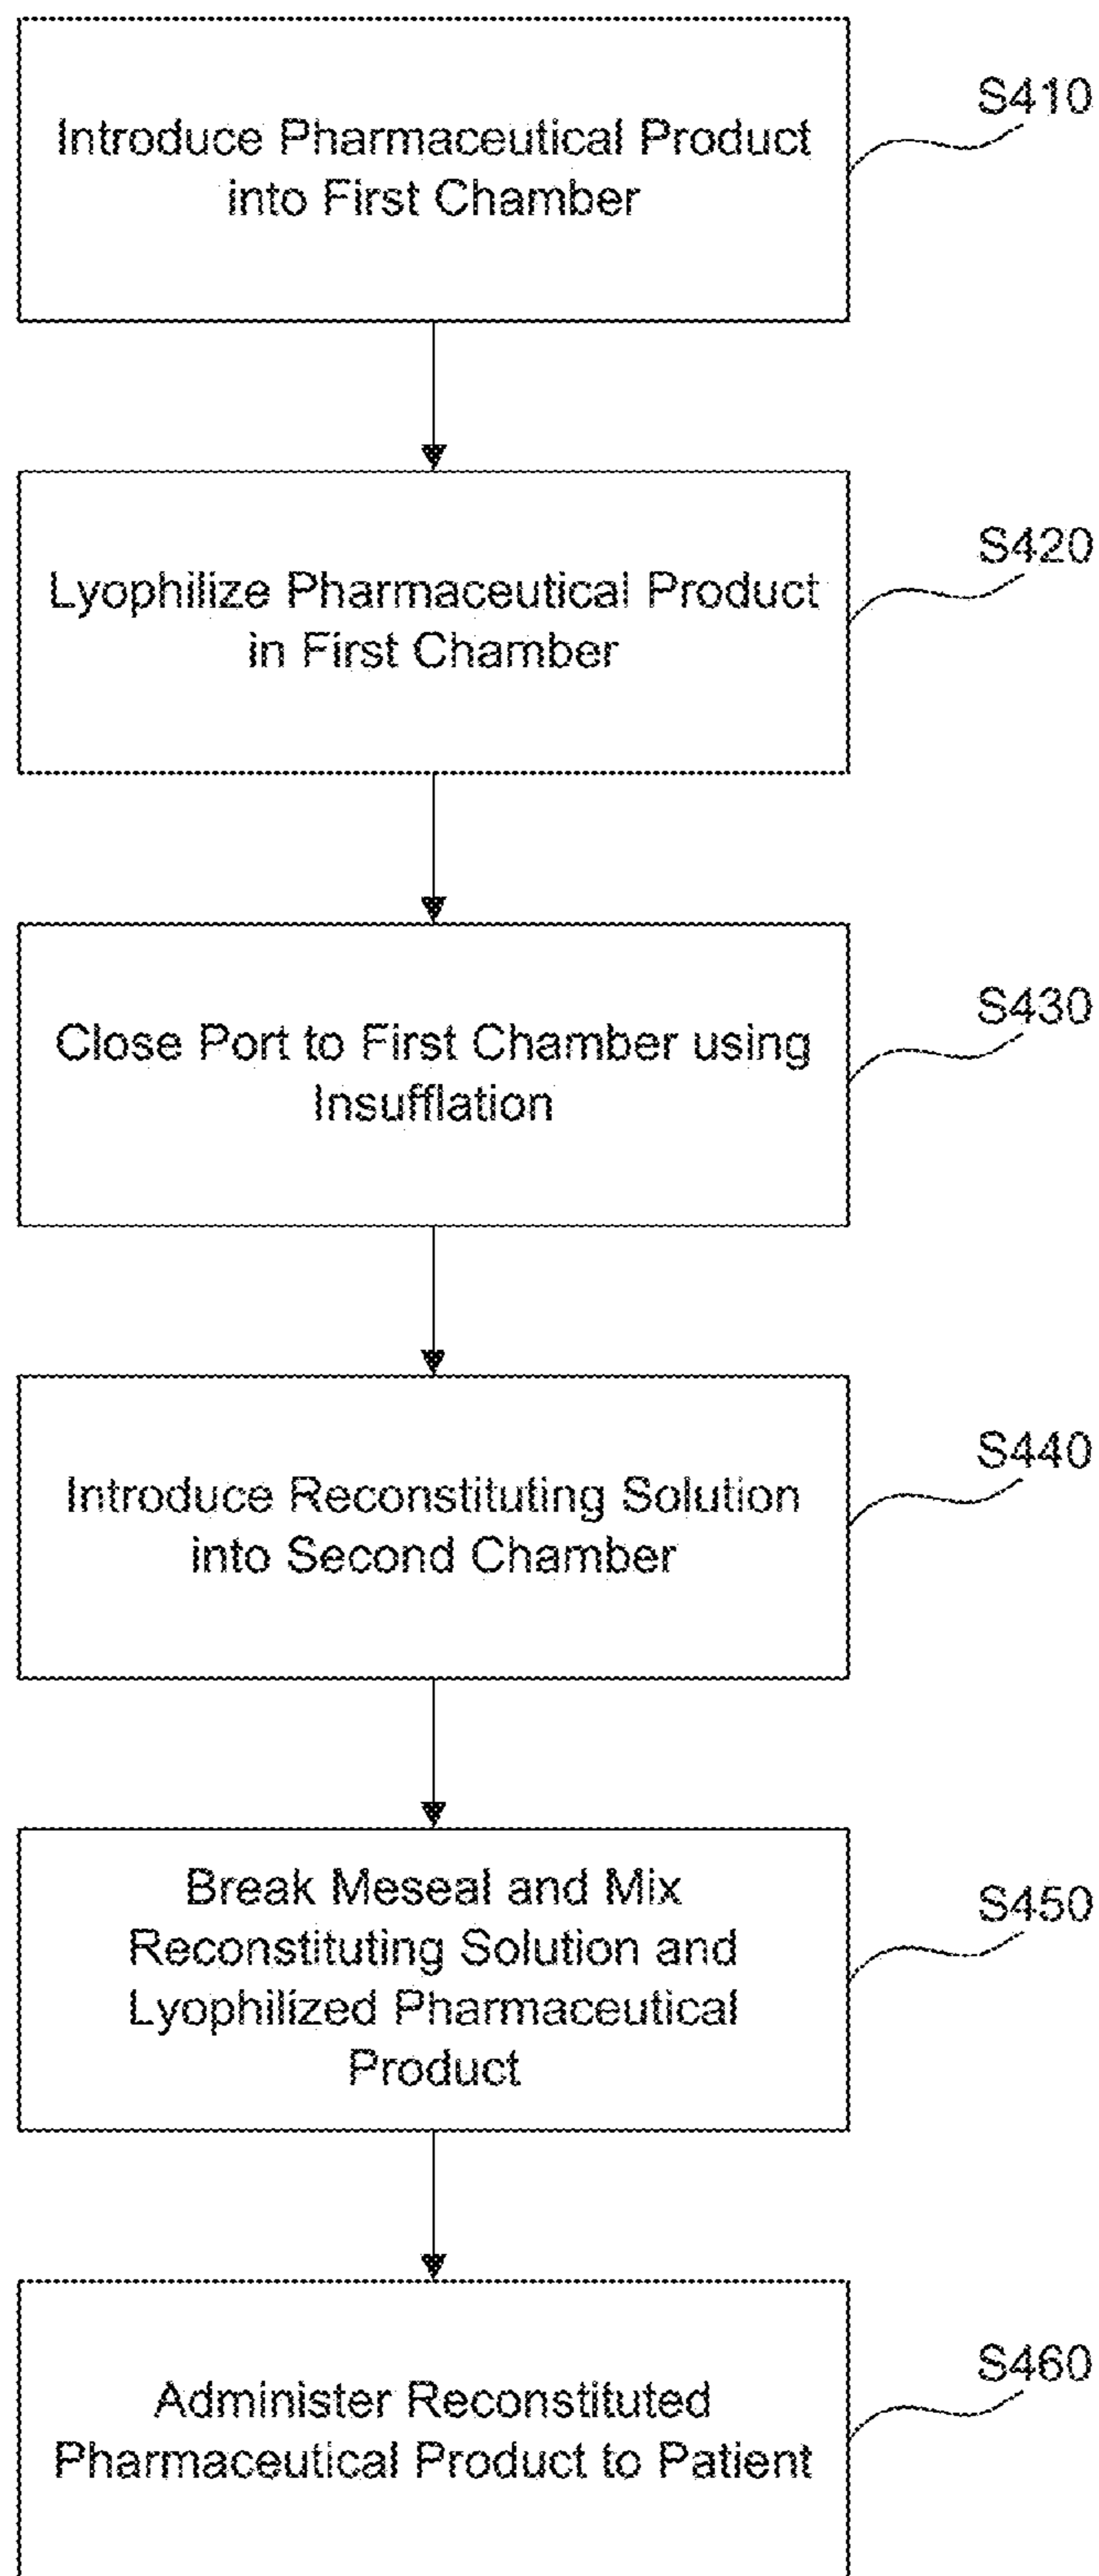 Introduce Pharmaceutical Product
into First Chamber
S410
Lyophilize Pharmaceutical Product
in First Chamber
S420
Close Port to First Chamber using
Insufflation
S430
Introduce Reconstituting Solution
into Second Chamber
S440
Break Meseal and Mix
Reconstituting Solution and
Lyophilized Pharmaceutical
Product
S450
Administer Reconstituted
Pharmaceutical Product to Patient
S460